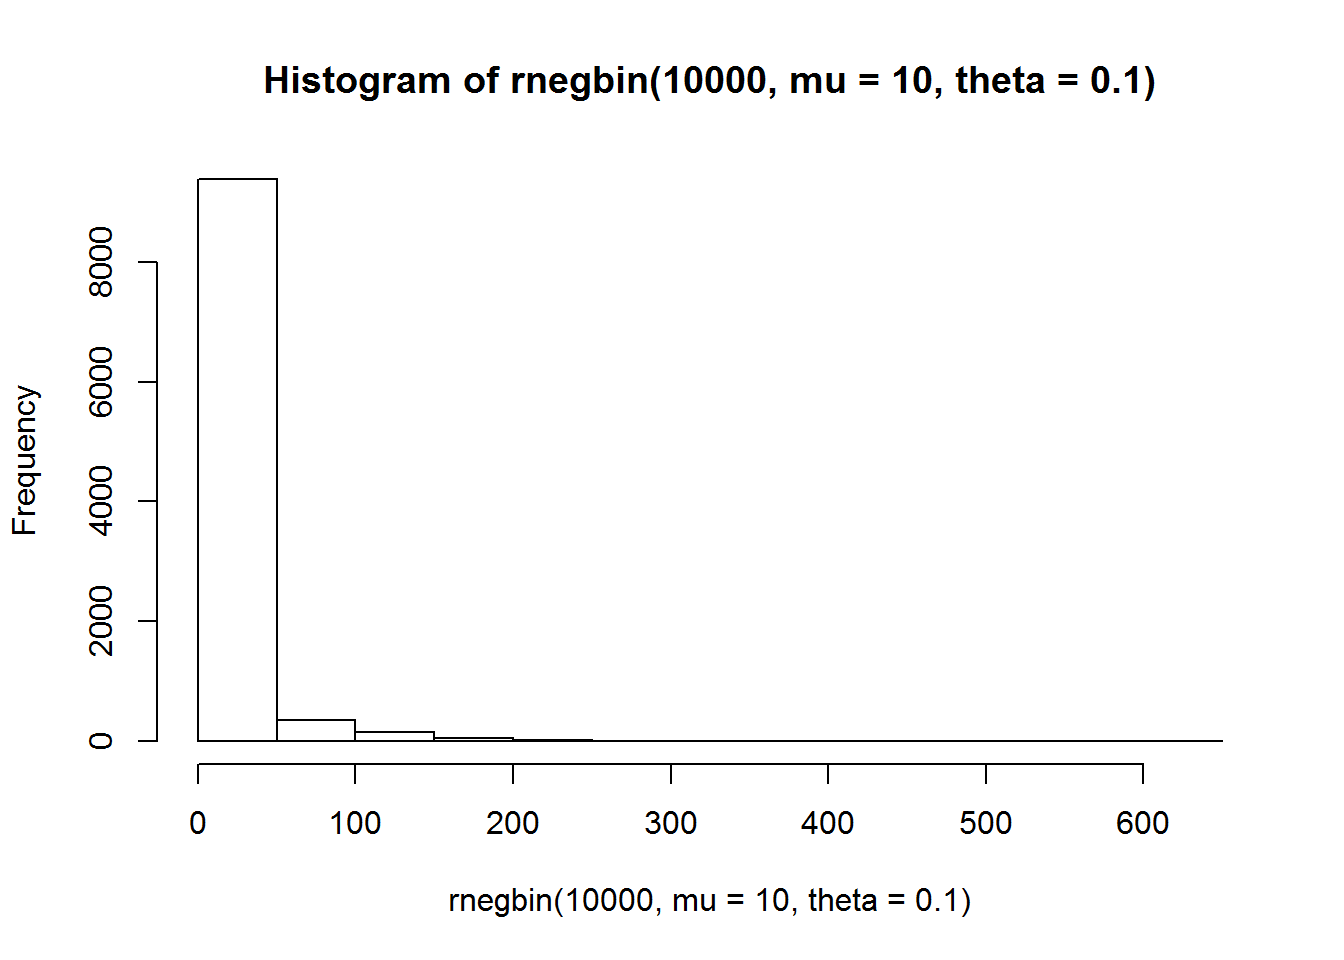 Histogram of rnegbin(10000, mu = 10, theta = 0.1)
Frequency
8000
6000
4000
2000
0
0 100 200 300 400 500 600
rnegbin(10000, mu = 10, theta = 0.1)